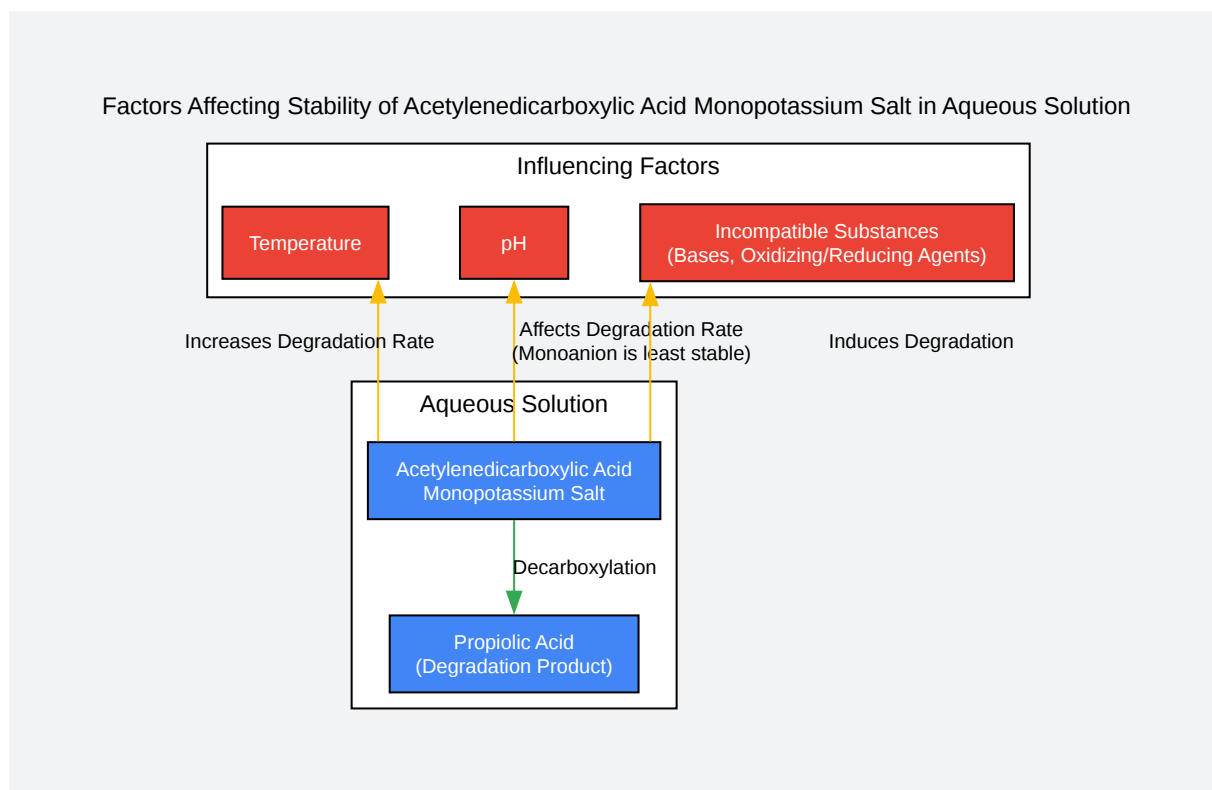 Factors Affecting Stability of Acetylenedicarboxylic Acid Monopotassium Salt in Aqueous Solution
Influencing Factors
Temperature
pH
Incompatible Substances
(Bases, Oxidizing/Reducing Agents)
Increases Degradation Rate
Affects Degradation Rate
(Monoanion is least stable)
Induces Degradation
Aqueous Solution
Acetylenedicarboxylic Acid
Monopotassium Salt
Decarboxylation
Propiolic Acid
(Degradation Product)